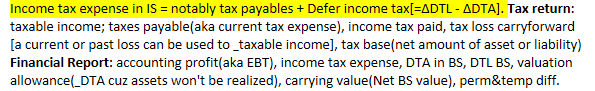 Income tax expense in IS = notably tax payables + Defer income tax[=ΔDTL - ΔDTA]. Tax return:
taxable income; taxes payable(aka current tax expense), income tax paid, tax loss carryforward
[a current or past loss can be used to _taxable income], tax base(net amount of asset or liability)
Financial Report: accounting profit(aka EBT), income tax expense, DTA in BS, DTL BS, valuation
allowance(_DTA cuz assets won't be realized), carrying value(Net BS value), perm&temp diff.